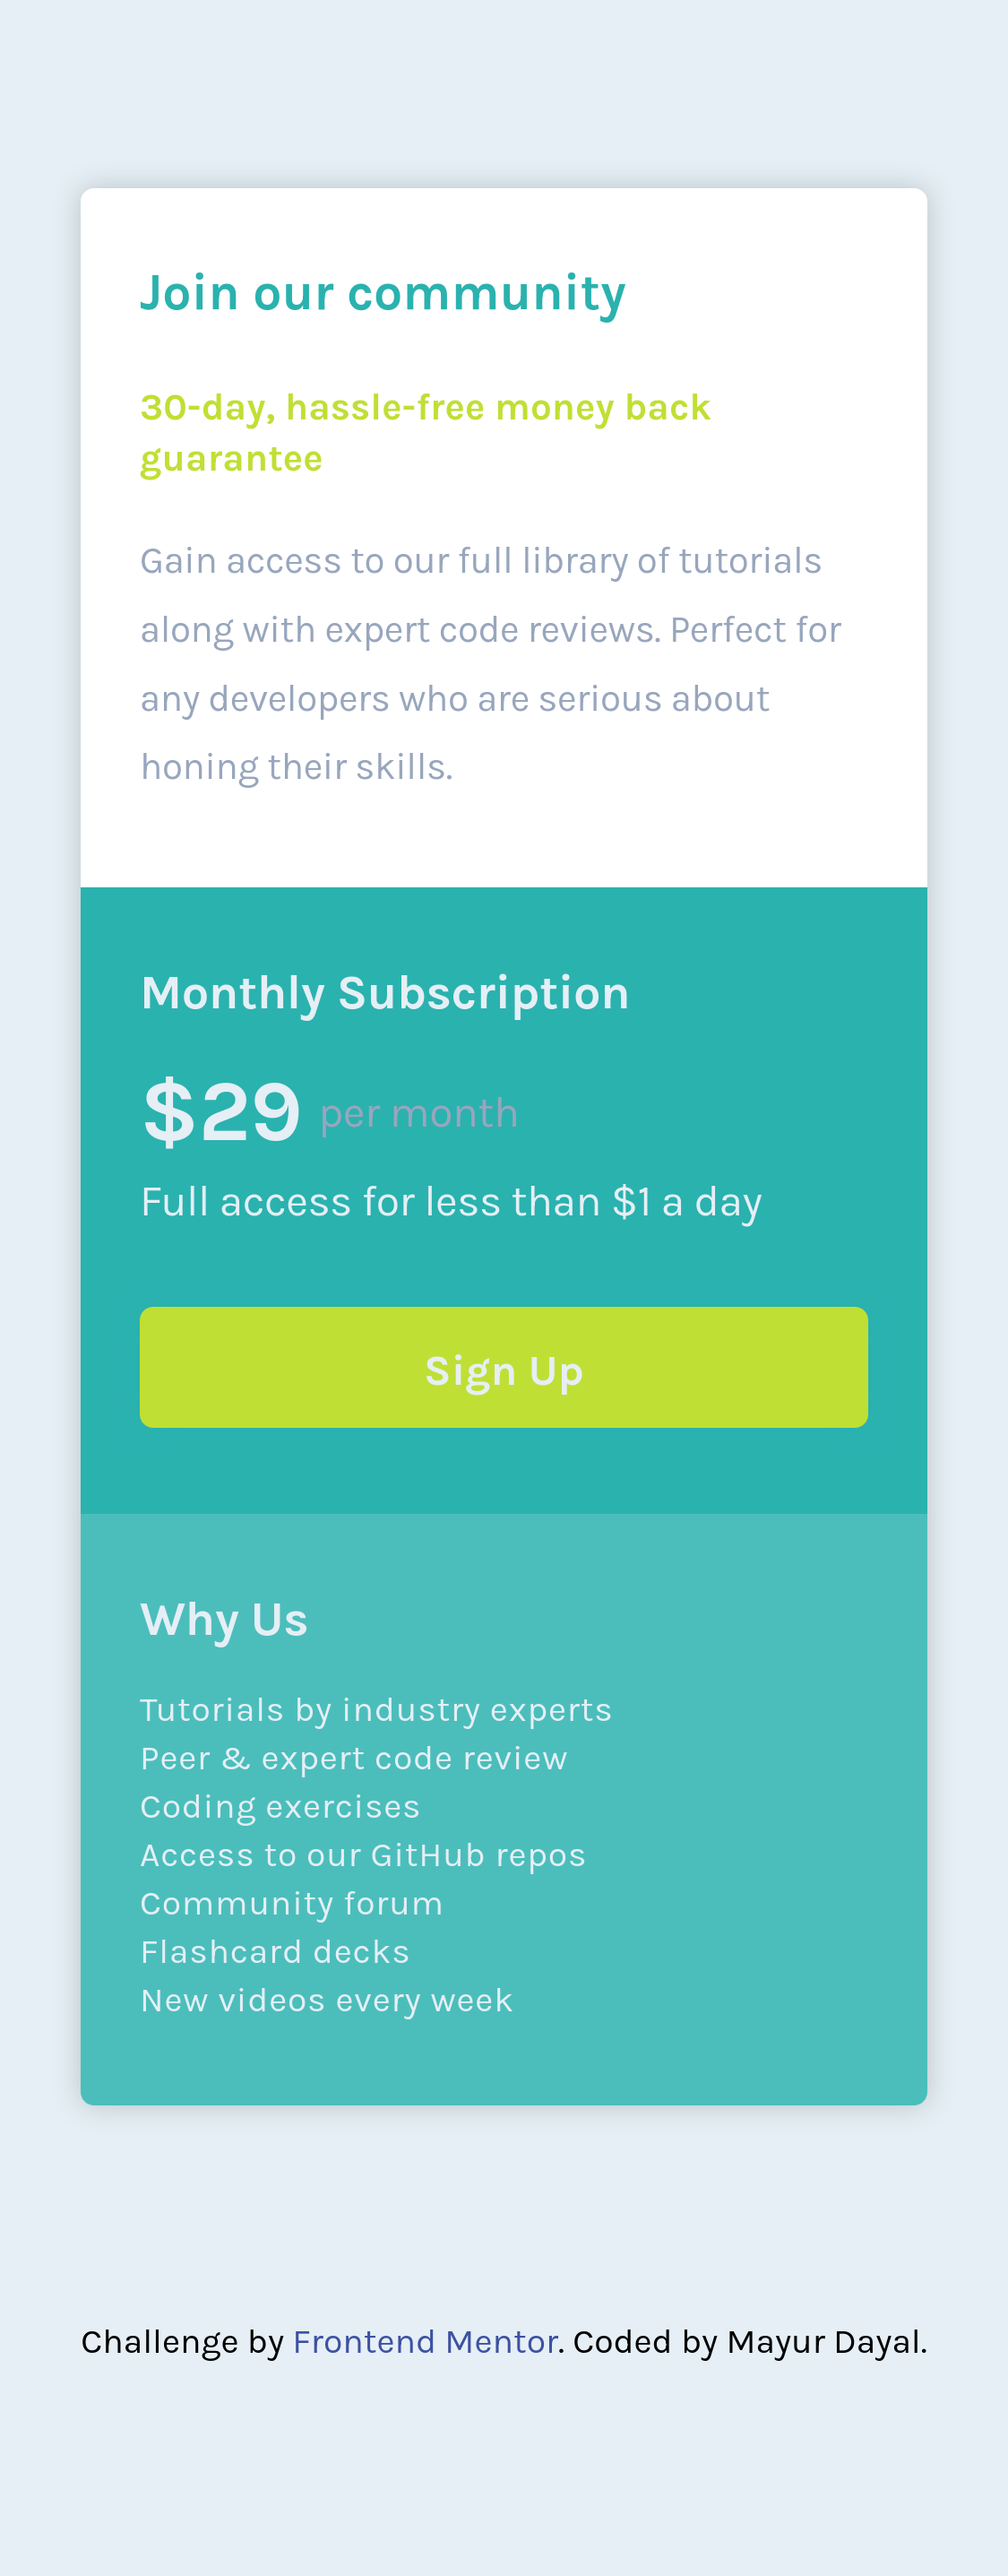 Join our community
30-day, hassle-free money back
guarantee
Gain access to our full library of tutorials
along with expert code reviews. Perfect for
any developers who are serious about
honing their skills.
Monthly Subscription
$29 per month
Full access for less than $1 a day
Sign Up
Why Us
Tutorials by industry experts
Peer & expert code review
Coding exercises
Access to our GitHub repos
Community forum
Flashcard decks
New videos every week
Challenge by Frontend Mentor. Coded by Mayur Dayal.